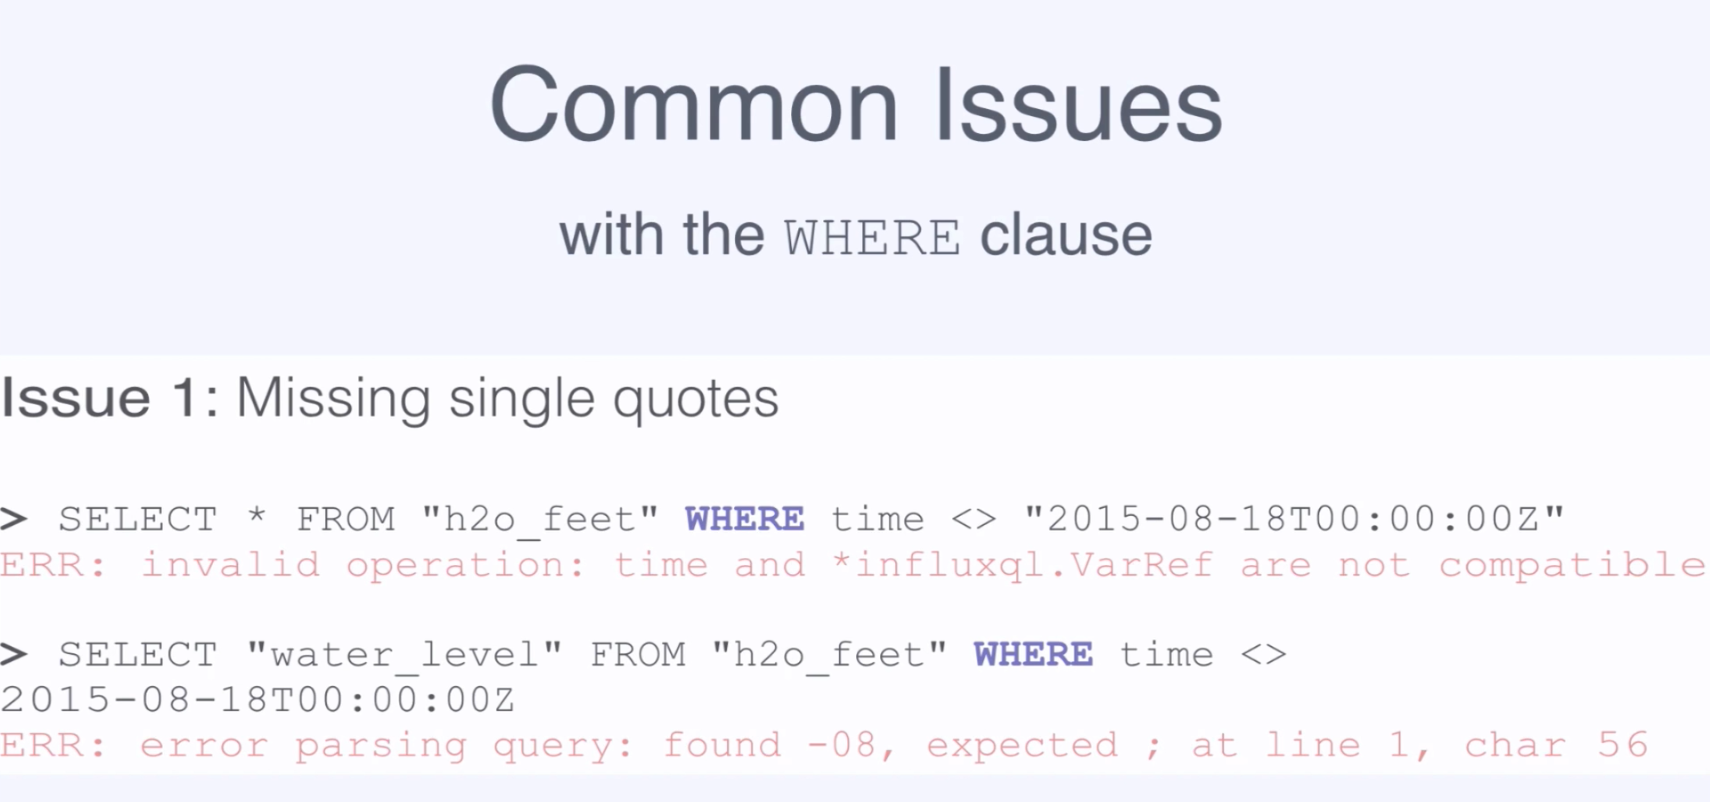 Common Issues
with the WHERE clause
Issue 1: Missing single quotes
> SELECT * FROM "h2o_feet" WHERE time <> "2015-08-18T00:00:00Z"
ERR: invalid operation: time and *influxql.VarRef are not compatible
> SELECT "water_level" FROM "h2o_feet" WHERE time <>
2015-08-18T00:00:00Z
ERR: error parsing query: found -08, expected ; at line 1, char 56